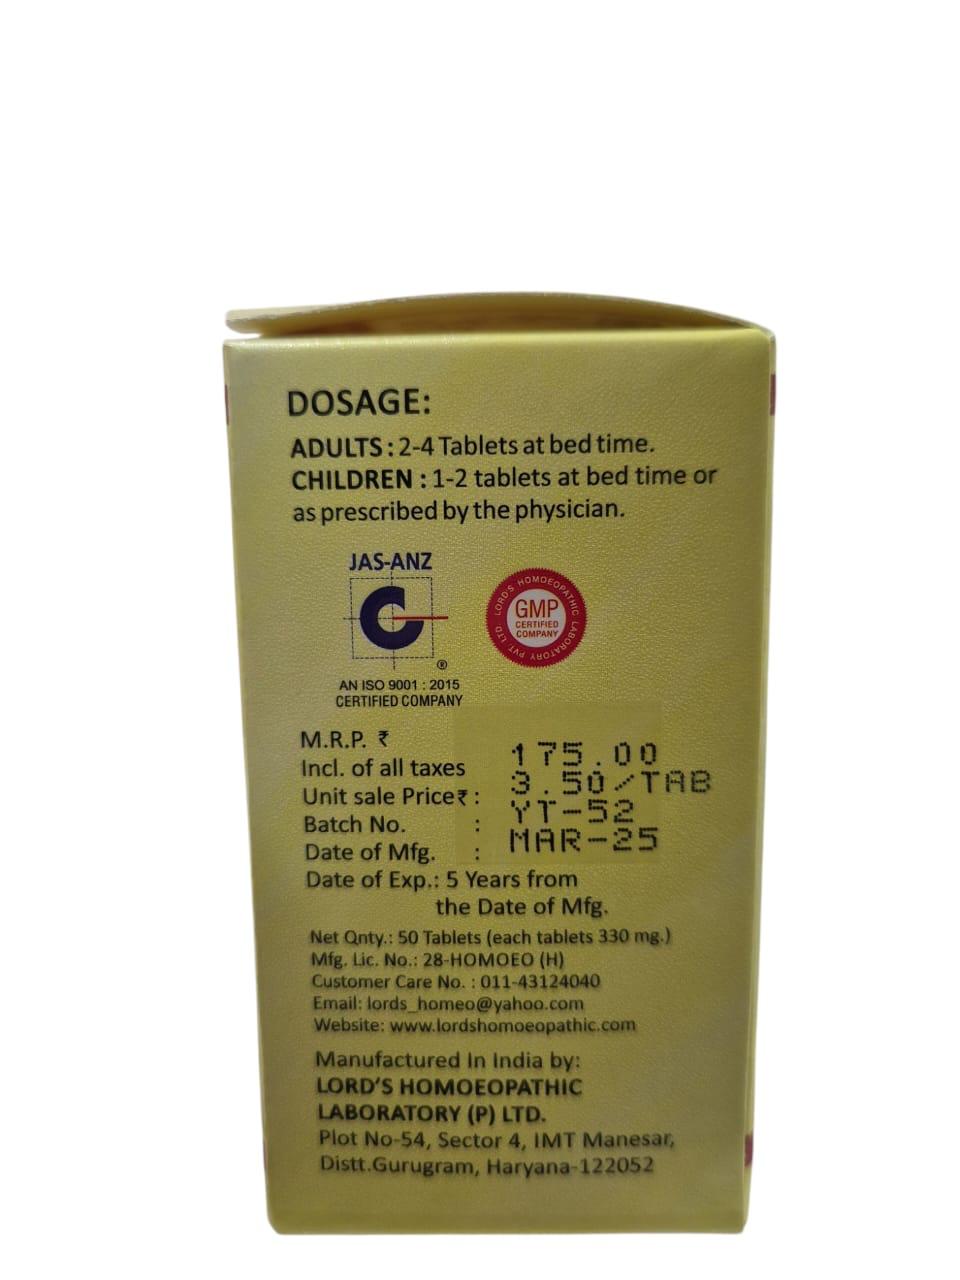 DOSAGE:
ADULTS : 2-4 Tablets at bed time.
CHILDREN : 1-2 tablets at bed time or
as prescribed by the physician.
JAS-ANZ
®
AN ISO 9001 : 2015
CERTIFIED COMPANY
LORD'S HOMOEOPATHIC LABORATORY PVT LTD
GMP
CERTIFIED
COMPANY
M.R.P. ₹ 175.00
Incl. of all taxes
Unit sale Price₹ : 3.50/TAB
Batch No. : YT-52
Date of Mfg. : MAR-25
Date of Exp.: 5 Years from
the Date of Mfg.
Net Qnty.: 50 Tablets (each tablets 330 mg.)
Mfg. Lic. No.: 28-HOMOEO (H)
Customer Care No. : 011-43124040
Email: lords_homeo@yahoo.com
Website: www.lordshomoeopathic.com
Manufactured In India by:
LORD'S HOMOEOPATHIC
LABORATORY (P) LTD.
Plot No-54, Sector 4, IMT Manesar,
Distt.Gurugram, Haryana-122052